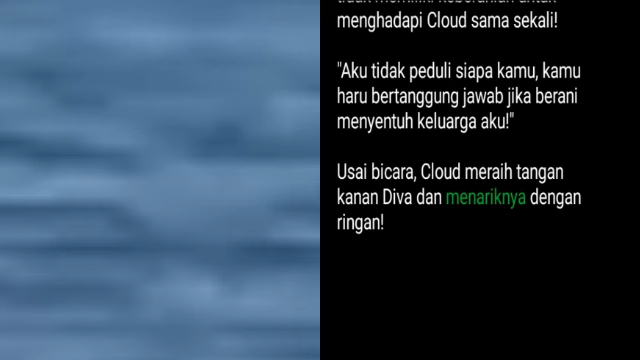 menghadapi Cloud sama sekali!
"Aku tidak peduli siapa kamu, kamu
haru bertanggung jawab jika berani
menyentuh keluarga aku!"
Usai bicara, Cloud meraih tangan
kanan Diva dan menariknya dengan
ringan!